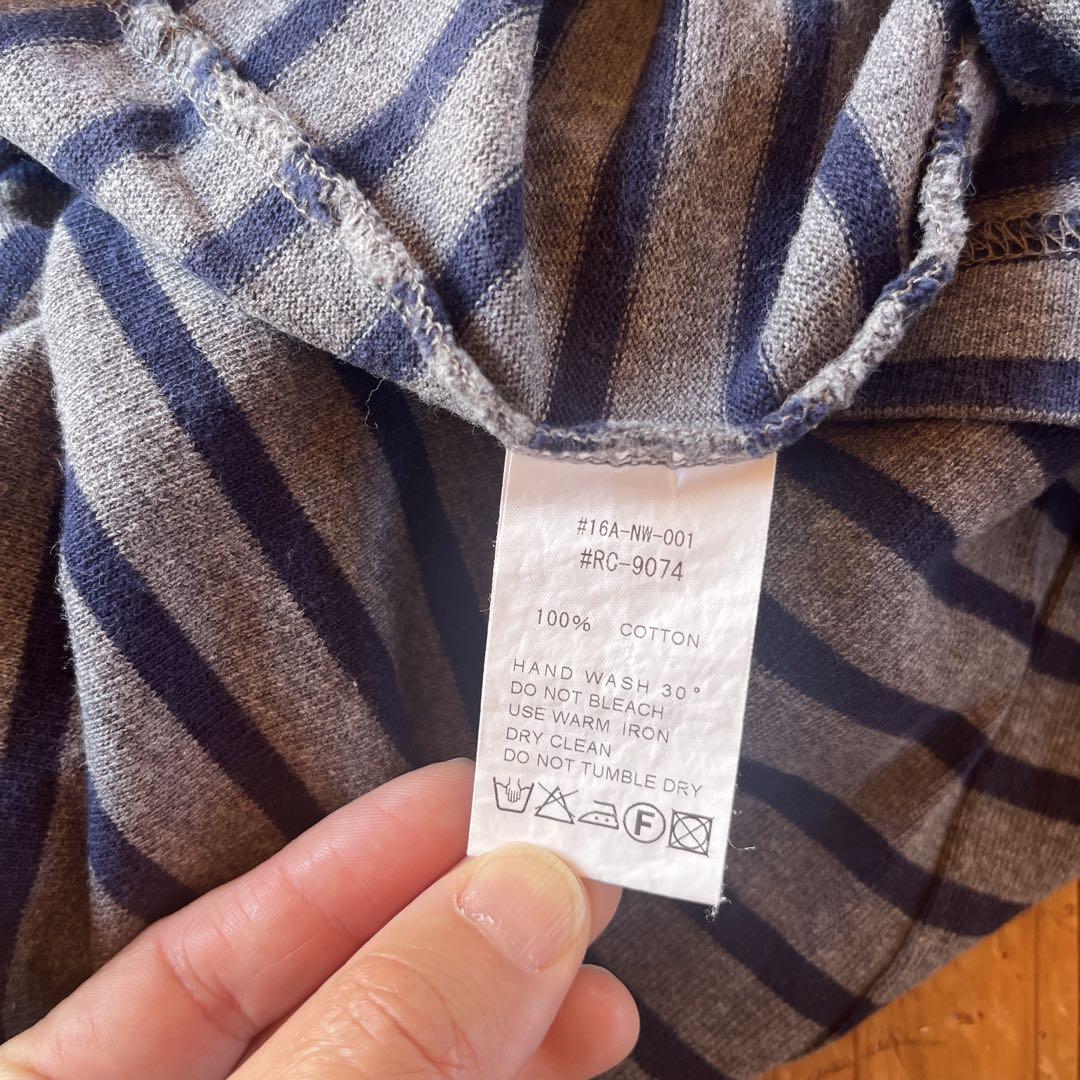 #16A-NW-001
#RC-9074
100% COTTON
HAND WASH 30°
DO NOT BLEACH
USE WARM IRON
DRY CLEAN
DO NOT TUMBLE DRY
F